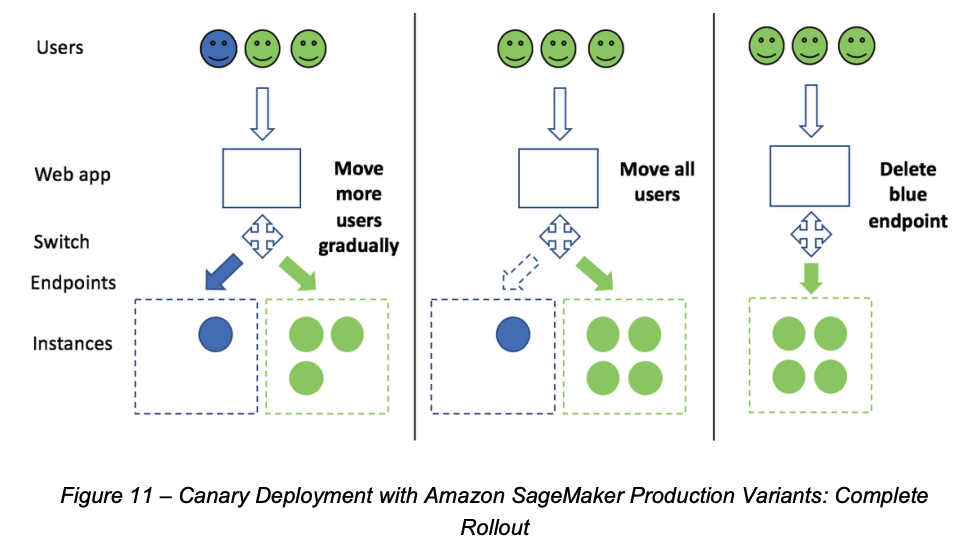 Users
Web app
Move
more
users
gradually
Move all
users
Delete
blue
endpoint
Switch
Endpoints
Instances
Figure 11 – Canary Deployment with Amazon SageMaker Production Variants: Complete
Rollout